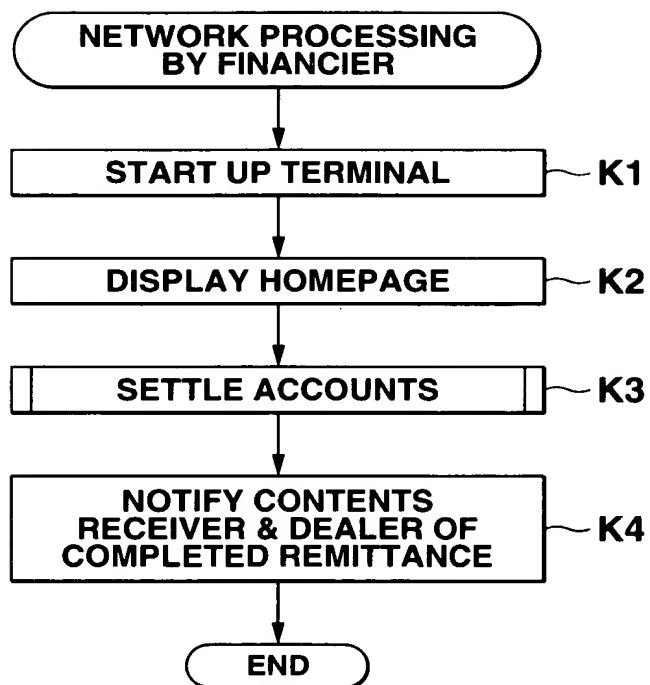 NETWORK PROCESSING
BY FINANCIER
START UP TERMINAL
K1
DISPLAY HOMEPAGE
K2
SETTLE ACCOUNTS
K3
NOTIFY CONTENTS
RECEIVER & DEALER OF
COMPLETED REMITTANCE
K4
END